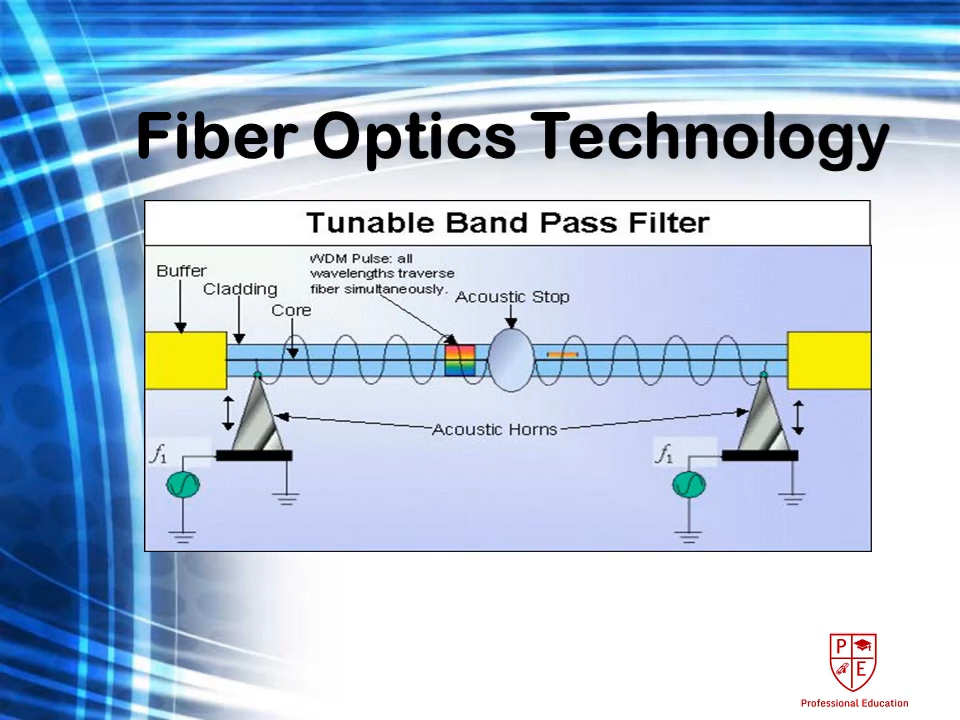 Fiber Optics Technology
Tunable Band Pass Filter
WDM Pulse: all
wavelengths traverse
fiber simultaneously.
Buffer
Cladding
Core
Acoustic Stop
Acoustic Horns
f1
f1
P
E
Professional Education